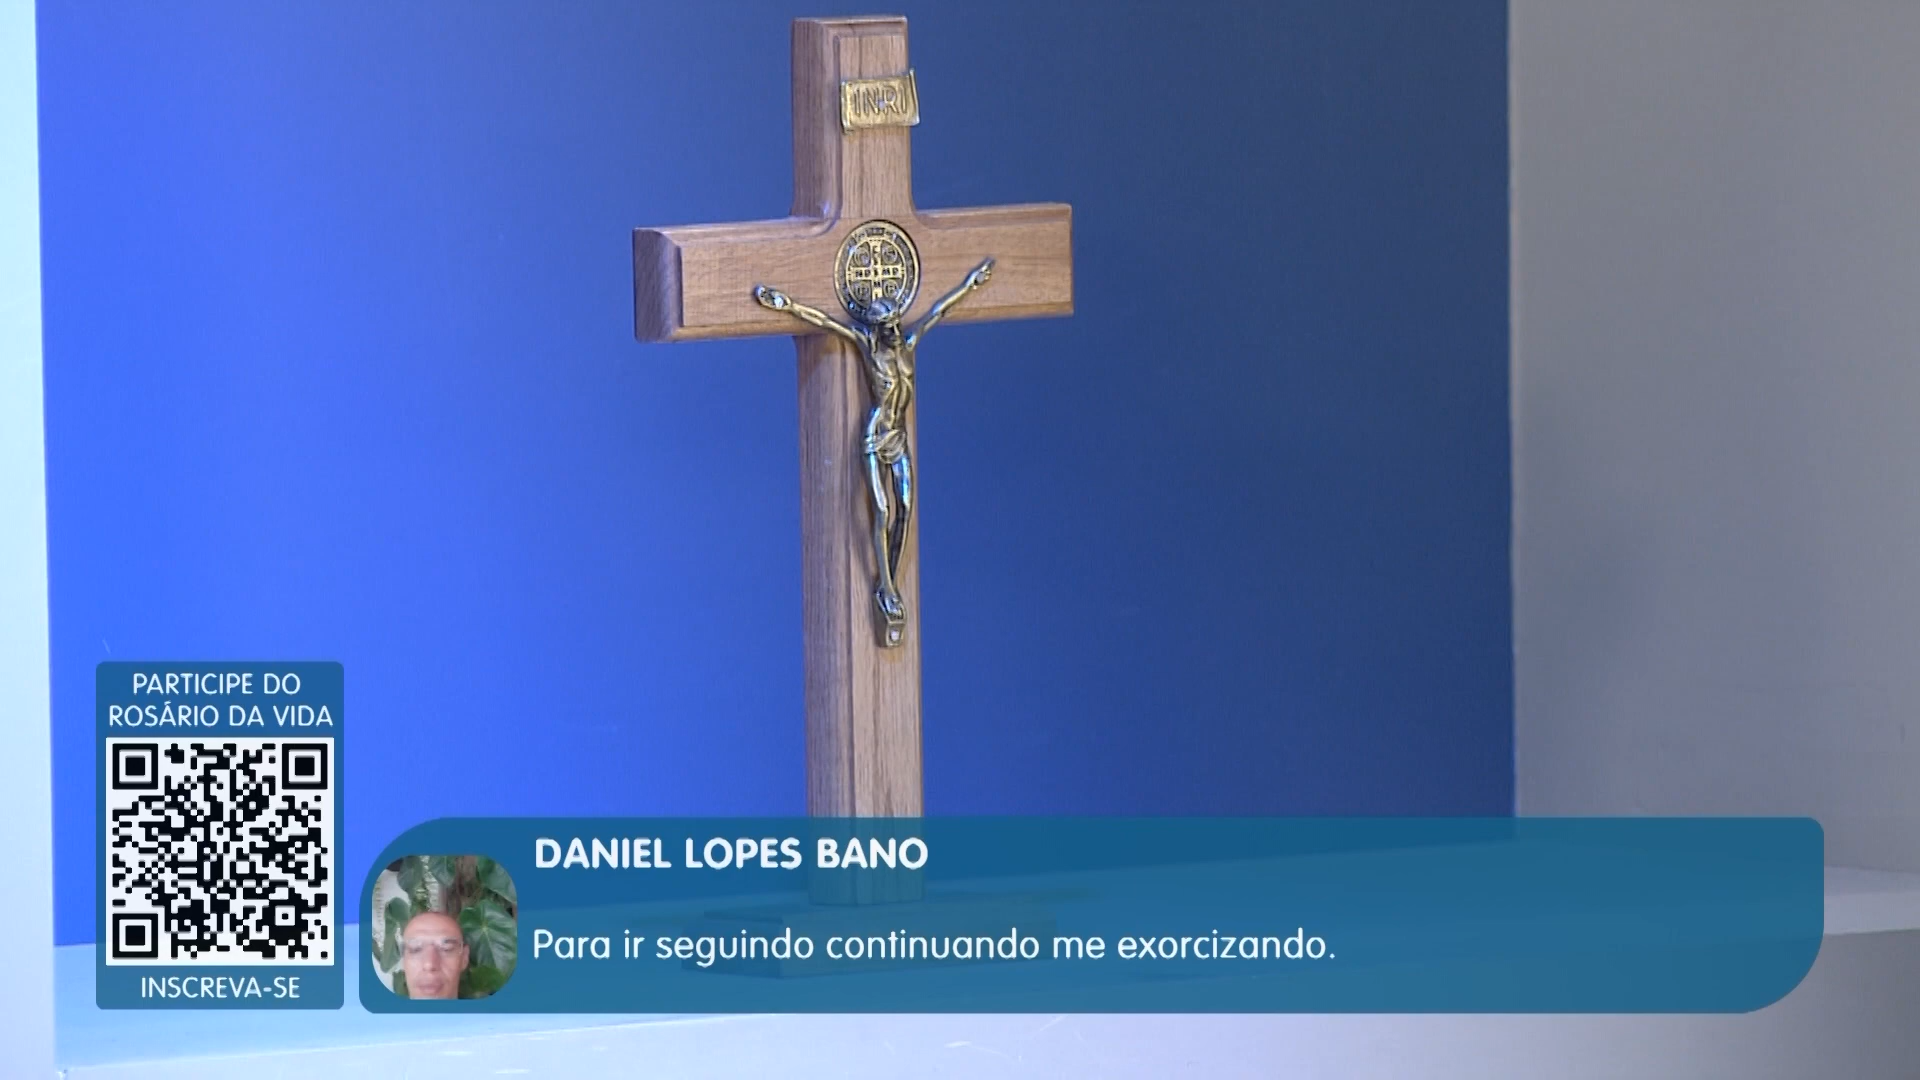 INRI
PARTICIPE DO
ROSÁRIO DA VIDA
INSCREVA-SE
DANIEL LOPES BANO
Para ir seguindo continuando me exorcizando.